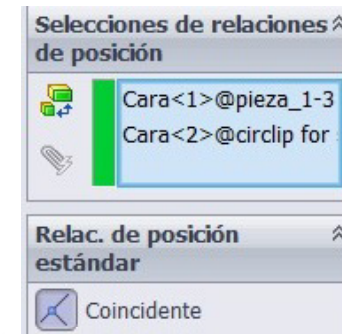 Selecciones de relaciones
de posición
Cara<1>@pieza_1-3
Cara<2>@circlip for
Relac. de posición
estándar
Coincidente